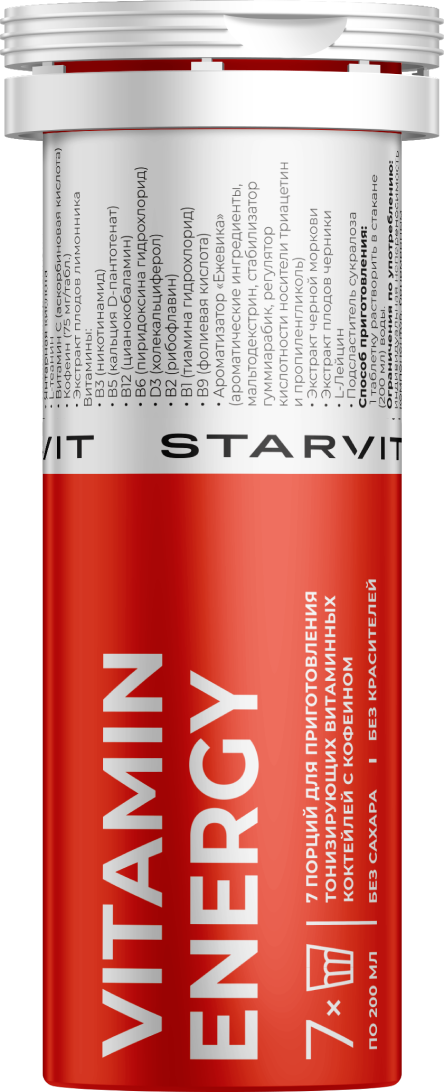 • L-теанин
• Витамин C (аскорбиновая кислота)
• Кофеин (75 мг/табл.)
• Экстракт плодов лимонника
Витамины:
• B3 (никотинамид)
• B5 (кальция D-пантотенат)
• B12 (цианокобаламин)
• B6 (пиридоксина гидрохлорид)
• D3 (холекальциферол)
• B2 (рибофлавин)
• B1 (тиамина гидрохлорид)
• B9 (фолиевая кислота)
• Ароматизатор «Ежевика»
(ароматические ингредиенты,
мальтодекстрин, стабилизатор
гуммиарабик, регулятор
кислотности носители триацетин
и пропиленгликоль)
• Экстракт черной моркови
• Экстракт плодов черники
• L-Лейцин
• Подсластитель сукралоза
Способ приготовления:
1 таблетку растворить в стакане
(200 мл) воды.
Ограничения по употреблению:
VIT
STARVIT
VITAMIN
ENERGY
7 ПОРЦИЙ ДЛЯ ПРИГОТОВЛЕНИЯ
ТОНИЗИРУЮЩИХ ВИТАМИННЫХ
КОКТЕЙЛЕЙ С КОФЕИНОМ
7 ×
ПО 200 МЛ
БЕЗ САХАРА I БЕЗ КРАСИТЕЛЕЙ